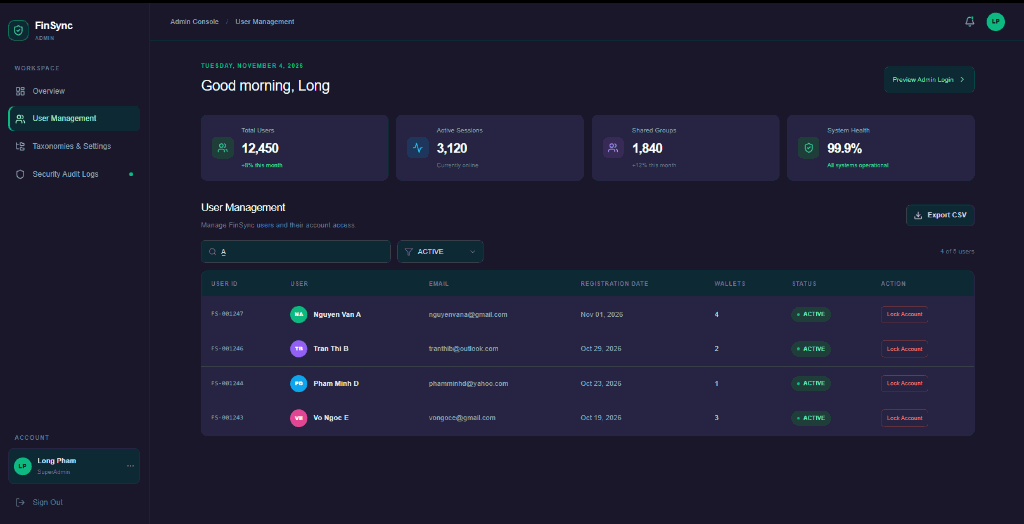 FinSync
ADMIN
Admin Console / User Management
LP
WORKSPACE
Overview
User Management
Taxonomies & Settings
Security Audit Logs
TUESDAY, NOVEMBER 4, 2026
Good morning, Long
Preview Admin Login
Total Users
12,450
+8% this month
Active Sessions
3,120
Currently online
Shared Groups
1,840
+12% this month
System Health
99.9%
All systems operational
User Management
Manage FinSync users and their account access
Export CSV
A
ACTIVE
4 of 5 users
USER ID USER EMAIL REGISTRATION DATE WALLETS STATUS ACTION
FS-001247 NA Nguyen Van A nguyenvana@gmail.com Nov 01, 2026 4 ACTIVE Lock Account
FS-001246 TB Tran Thi B tranthib@outlook.com Oct 29, 2026 2 ACTIVE Lock Account
FS-001244 PD Pham Minh D phamminhd@yahoo.com Oct 23, 2026 1 ACTIVE Lock Account
FS-001243 VE Vo Ngoc E vongoce@gmail.com Oct 19, 2026 3 ACTIVE Lock Account
ACCOUNT
LP
Long Pham
SuperAdmin
Sign Out